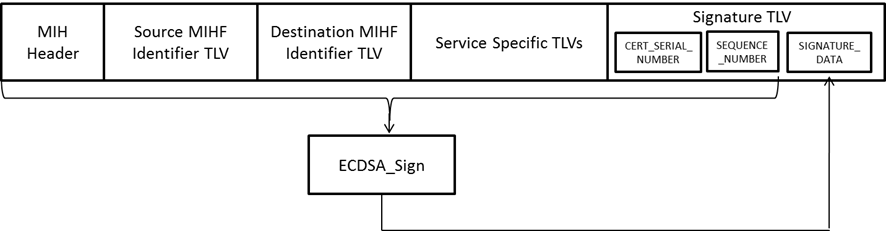 MIH
Header
Source MIHF
Identifier TLV
Destination MIHF
Identifier TLV
Service Specific TLVs
Signature TLV
CERT_SERIAL_
NUMBER
SEQUENCE
_NUMBER
SIGNATURE_
DATA
ECDSA_Sign